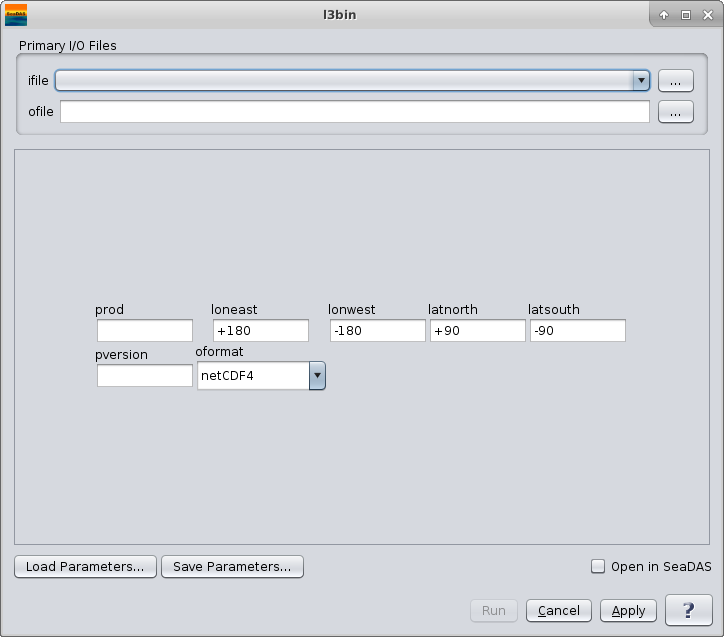 SeaDAS
l3bin
Primary I/O Files
ifile
...
ofile
...
prod loneast lonwest latnorth latsouth
+180 -180 +90 -90
pversion oformat
netCDF4
Load Parameters... Save Parameters... Open in SeaDAS
Run Cancel Apply ?